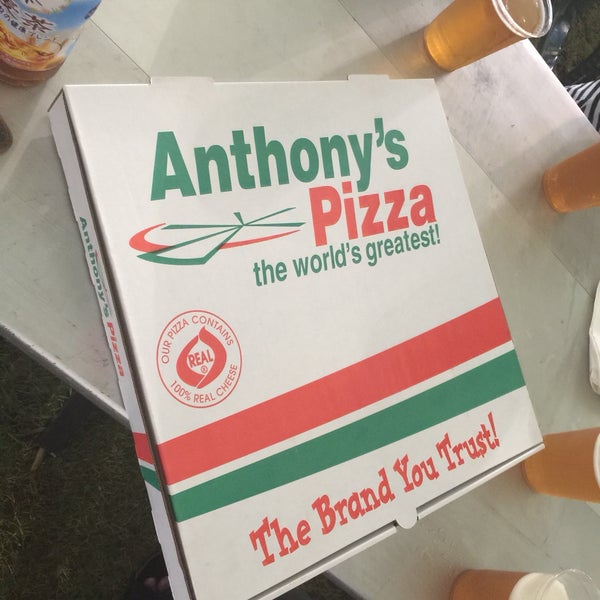 Anthony's
Pizza
the world's greatest!
OUR PIZZA CONTAINS
REAL®
100% REAL CHEESE
The Brand You Trust!
Anthony's Pizza